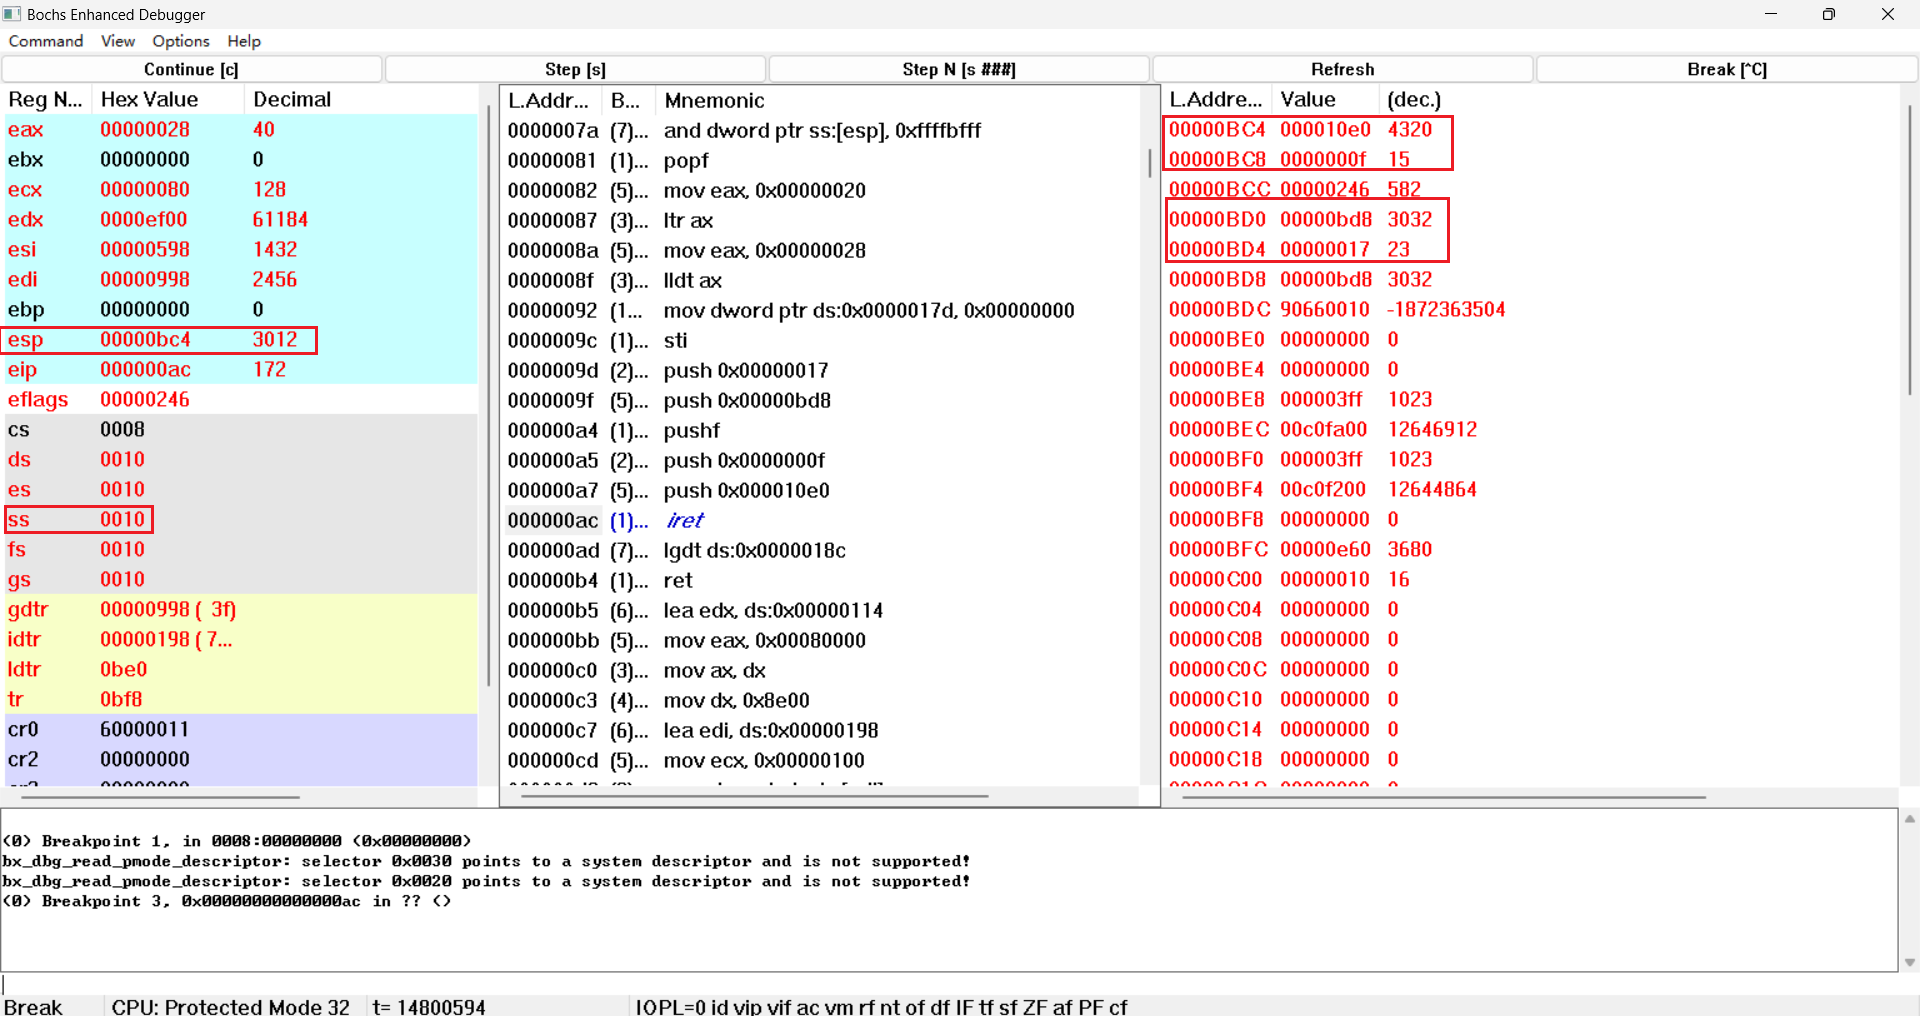 Bochs Enhanced Debugger
Command View Options Help
Continue [c] Step [s] Step N [s ###] Refresh Break [^C]
Reg N... Hex Value Decimal
eax 00000028 40
ebx 00000000 0
ecx 00000080 128
edx 0000ef00 61184
esi 00000598 1432
edi 00000998 2456
ebp 00000000 0
esp 00000bc4 3012
eip 000000ac 172
eflags 00000246
cs 0008
ds 0010
es 0010
ss 0010
fs 0010
gs 0010
gdtr 00000998 ( 3f)
idtr 00000198 ( 7...
ldtr 0be0
tr 0bf8
cr0 60000011
cr2 00000000
L.Addr... B... Mnemonic
0000007a (7)... and dword ptr ss:[esp], 0xffffbfff
00000081 (1)... popf
00000082 (5)... mov eax, 0x00000020
00000087 (3)... ltr ax
0000008a (5)... mov eax, 0x00000028
0000008f (3)... lldt ax
00000092 (1... mov dword ptr ds:0x0000017d, 0x00000000
0000009c (1)... sti
0000009d (2)... push 0x00000017
0000009f (5)... push 0x00000bd8
000000a4 (1)... pushf
000000a5 (2)... push 0x0000000f
000000a7 (5)... push 0x000010e0
000000ac (1)... iret
000000ad (7)... lgdt ds:0x0000018c
000000b4 (1)... ret
000000b5 (6)... lea edx, ds:0x00000114
000000bb (5)... mov eax, 0x00080000
000000c0 (3)... mov ax, dx
000000c3 (4)... mov dx, 0x8e00
000000c7 (6)... lea edi, ds:0x00000198
000000cd (5)... mov ecx, 0x00000100
L.Addre... Value (dec.)
00000BC4 000010e0 4320
00000BC8 0000000f 15
00000BCC 00000246 582
00000BD0 00000bd8 3032
00000BD4 00000017 23
00000BD8 00000bd8 3032
00000BDC 90660010 -1872363504
00000BE0 00000000 0
00000BE4 00000000 0
00000BE8 000003ff 1023
00000BEC 00c0fa00 12646912
00000BF0 000003ff 1023
00000BF4 00c0f200 12644864
00000BF8 00000000 0
00000BFC 00000e60 3680
00000C00 00000010 16
00000C04 00000000 0
00000C08 00000000 0
00000C0C 00000000 0
00000C10 00000000 0
00000C14 00000000 0
00000C18 00000000 0
(0) Breakpoint 1, in 0008:00000000 (0x00000000)
bx_dbg_read_pmode_descriptor: selector 0x0030 points to a system descriptor and is not supported!
bx_dbg_read_pmode_descriptor: selector 0x0020 points to a system descriptor and is not supported!
(0) Breakpoint 3, 0x00000000000000ac in ?? ()
Break CPU: Protected Mode 32 t= 14800594 IOPL=0 id vip vif ac vm rf nt of df IF tf sf ZF af PF cf